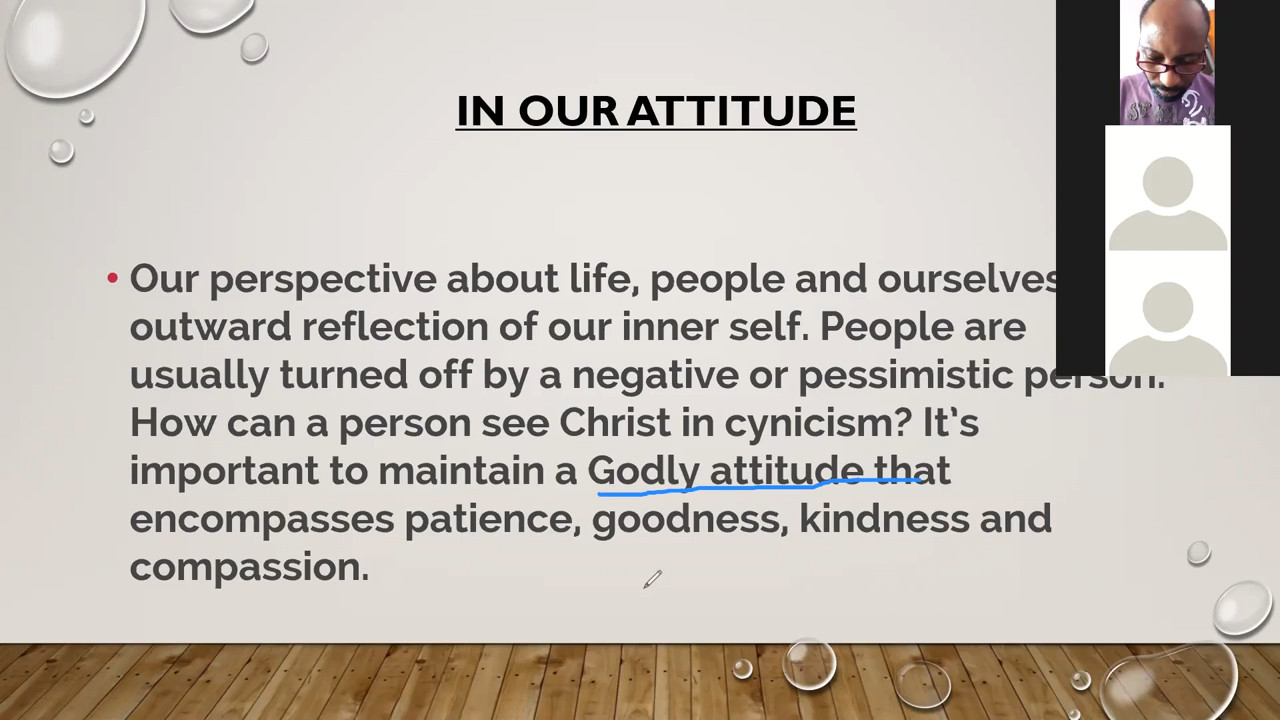 IN OUR ATTITUDE
• Our perspective about life, people and ourselves
outward reflection of our inner self. People are
usually turned off by a negative or pessimistic person.
How can a person see Christ in cynicism? It’s
important to maintain a Godly attitude that
encompasses patience, goodness, kindness and
compassion.